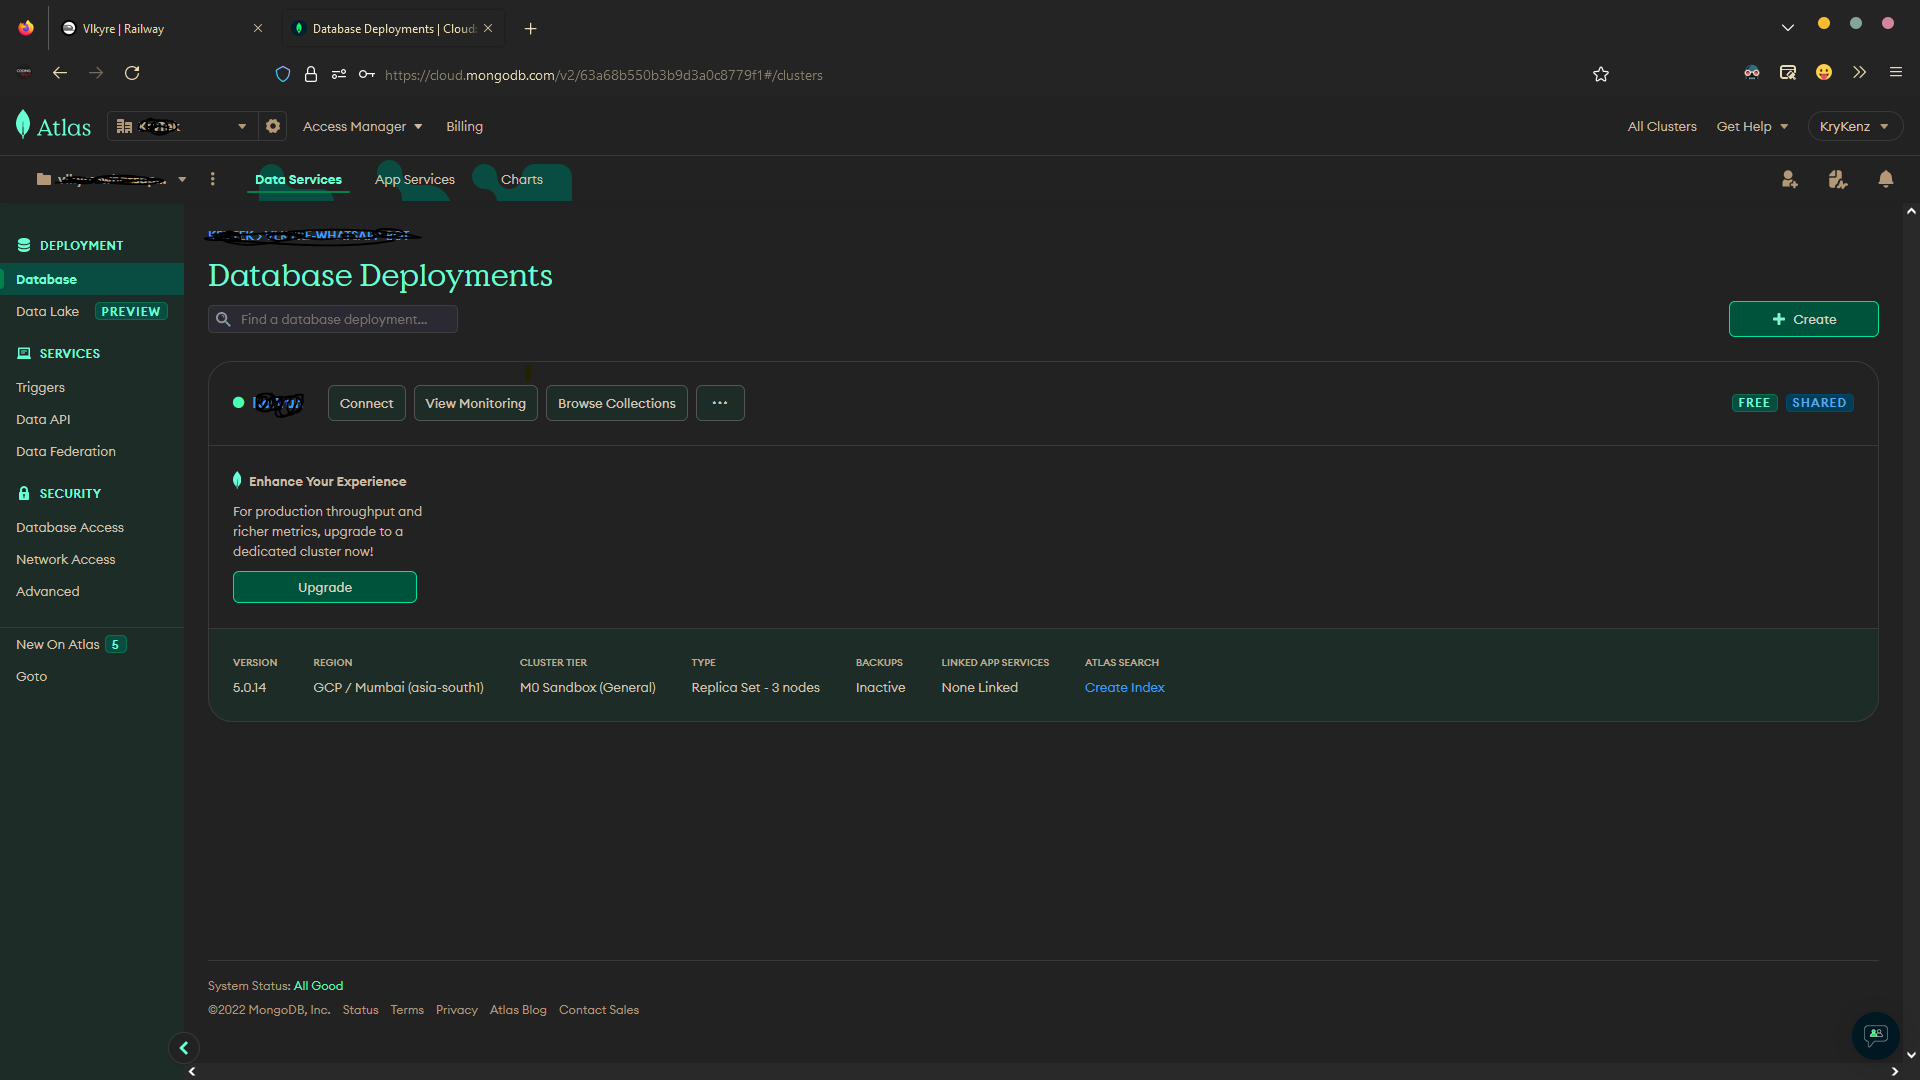 Vlkyre | Railway
Database Deployments | Cloud:
https://cloud.mongodb.com/v2/63a68b550b3b9d3a0c8779f1#/clusters
Atlas
Access Manager
Billing
All Clusters
Get Help
KryKenz
Data Services
App Services
Charts
DEPLOYMENT
Database
Data Lake PREVIEW
SERVICES
Triggers
Data API
Data Federation
SECURITY
Database Access
Network Access
Advanced
New On Atlas 5
Goto
Database Deployments
Find a database deployment...
+ Create
Connect
View Monitoring
Browse Collections
...
FREE
SHARED
Enhance Your Experience
For production throughput and
richer metrics, upgrade to a
dedicated cluster now!
Upgrade
VERSION
5.0.14
REGION
GCP / Mumbai (asia-south1)
CLUSTER TIER
M0 Sandbox (General)
TYPE
Replica Set - 3 nodes
BACKUPS
Inactive
LINKED APP SERVICES
None Linked
ATLAS SEARCH
Create Index
System Status: All Good
©2022 MongoDB, Inc. Status Terms Privacy Atlas Blog Contact Sales